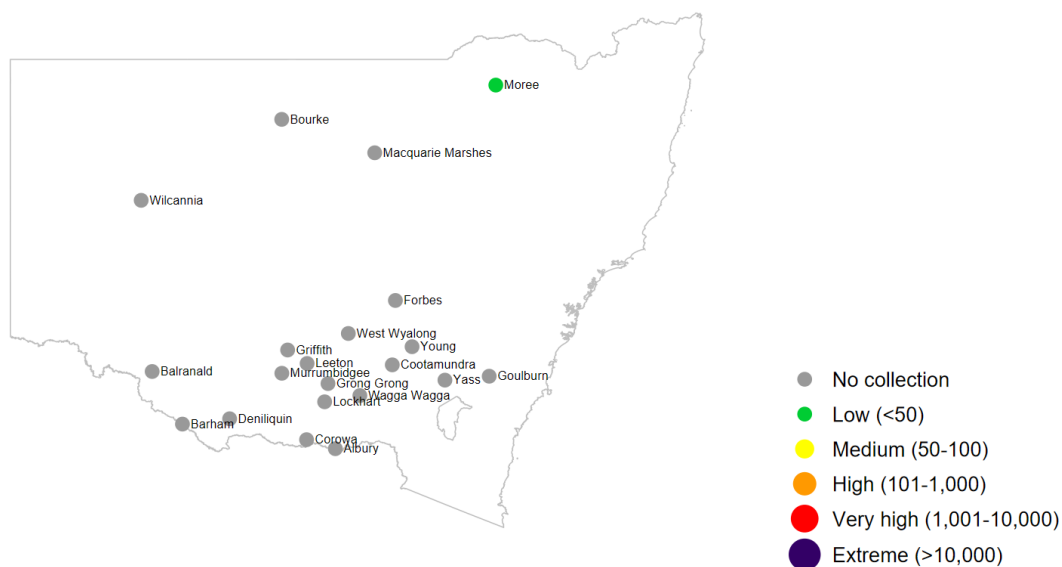 Moree
Bourke
Macquarie Marshes
Wilcannia
Forbes
West Wyalong
Young
Griffith
Leeton
Cootamundra
Balranald
Murrumbidgee
Goulburn
Yass
Grong Grong
Wagga Wagga
Lockhart
Deniliquin
Barham
Corowa
Albury
No collection
Low (<50)
Medium (50-100)
High (101-1,000)
Very high (1,001-10,000)
Extreme (>10,000)